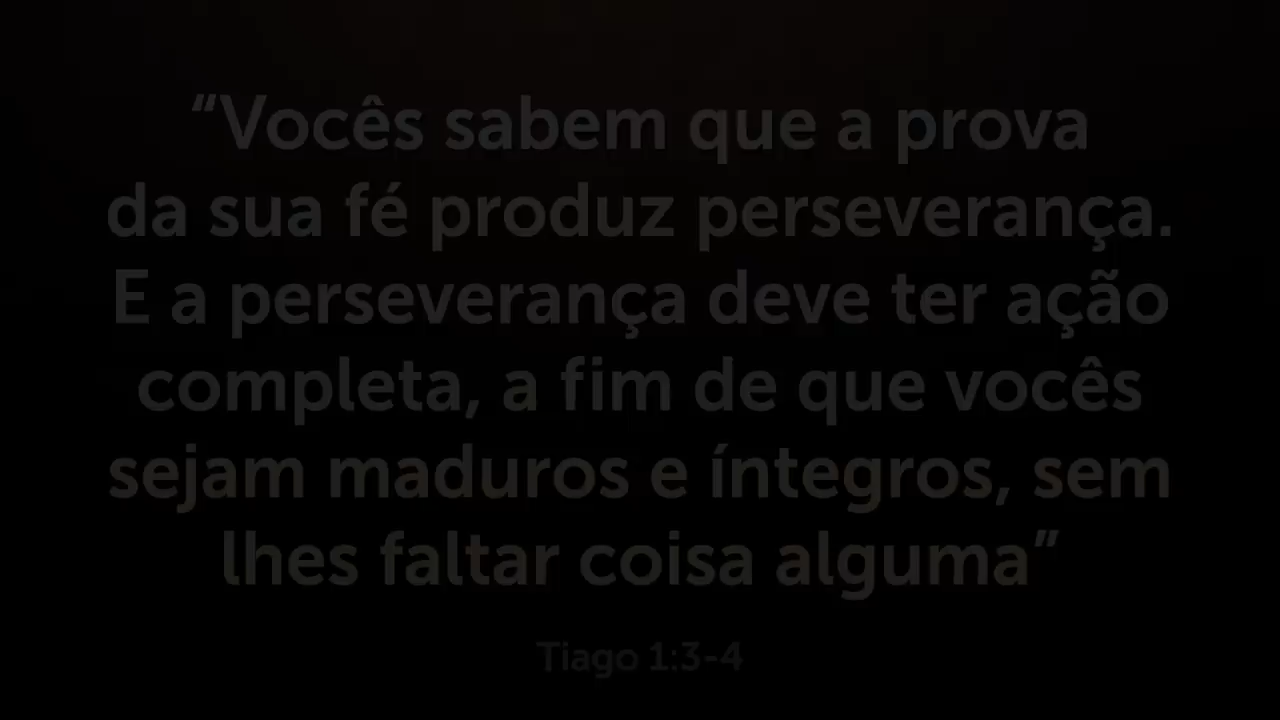 “Vocês sabem que a prova
da sua fé produz perseverança.
E a perseverança deve ter ação
completa, a fim de que vocês
sejam maduros e íntegros, sem
lhes faltar coisa alguma”
Tiago 1:3-4